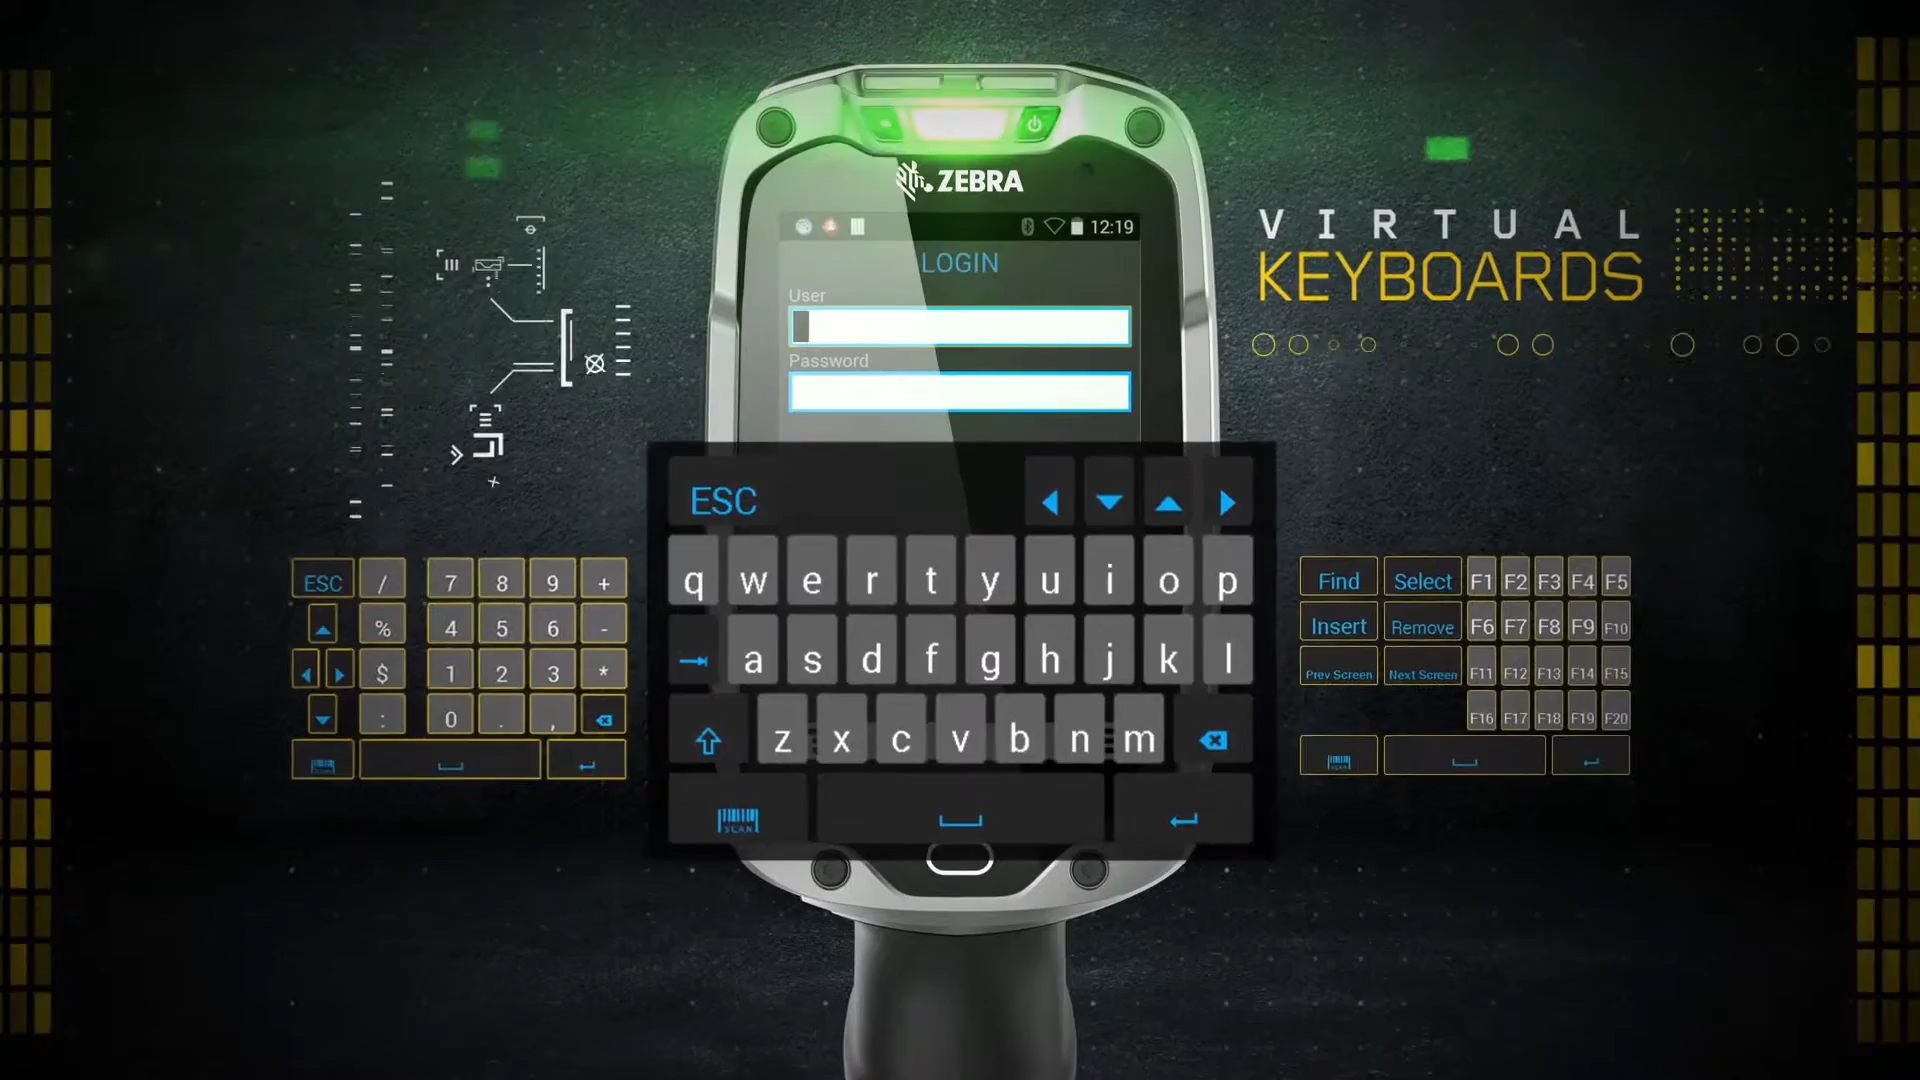 ZEBRA
12:19
LOGIN
User
Password
VIRTUAL
KEYBOARDS
ESC
q w e r t y u i o p
a s d f g h j k l
z x c v b n m
SCAN
ESC / 7 8 9 +
% 4 5 6 -
$ 1 2 3 *
: 0 . ,
Find Select F1 F2 F3 F4 F5
Insert Remove F6 F7 F8 F9 F10
Prev Screen Next Screen F11 F12 F13 F14 F15
F16 F17 F18 F19 F20